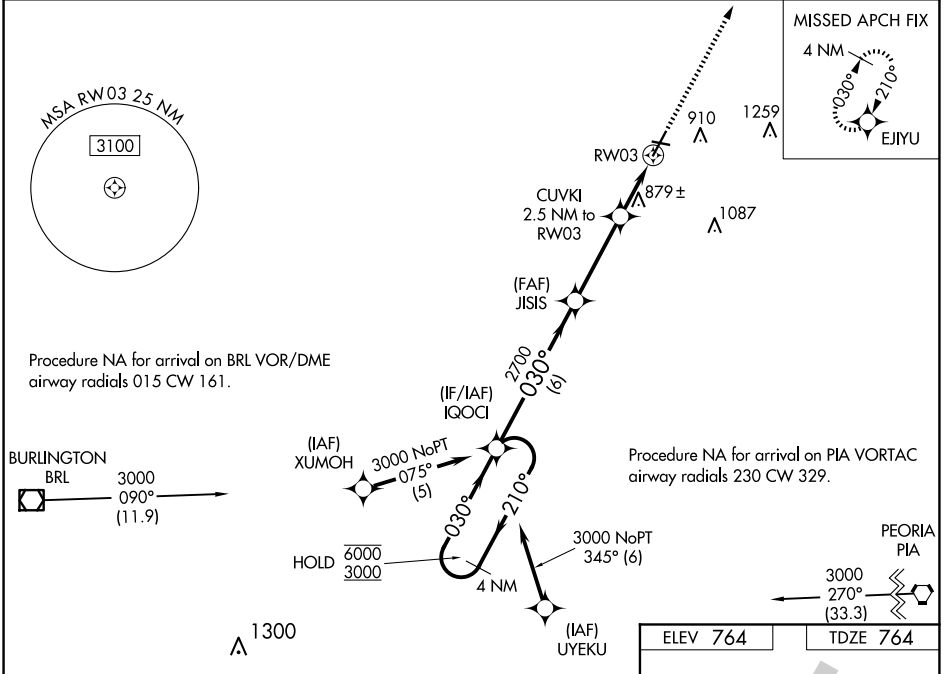 MISSED APCH FIX
4 NM
030°
210°
EJIYU
MSA RW03 25 NM
3100
910
1259
RW03
879±
CUVKI
2.5 NM to
RW03
1087
(FAF)
JISIS
Procedure NA for arrival on BRL VOR/DME
airway radials 015 CW 161.
2700
030°
(6)
(IF/IAF)
IQOCI
(IAF)
XUMOH
3000 NoPT
075°
(5)
Procedure NA for arrival on PIA VORTAC
airway radials 230 CW 329.
BURLINGTON
BRL
3000
090°
(11.9)
030°
210°
HOLD
6000
3000
4 NM
3000 NoPT
345° (6)
PEORIA
PIA
3000
270°
(33.3)
(IAF)
UYEKU
1300
ELEV 764
TDZE 764